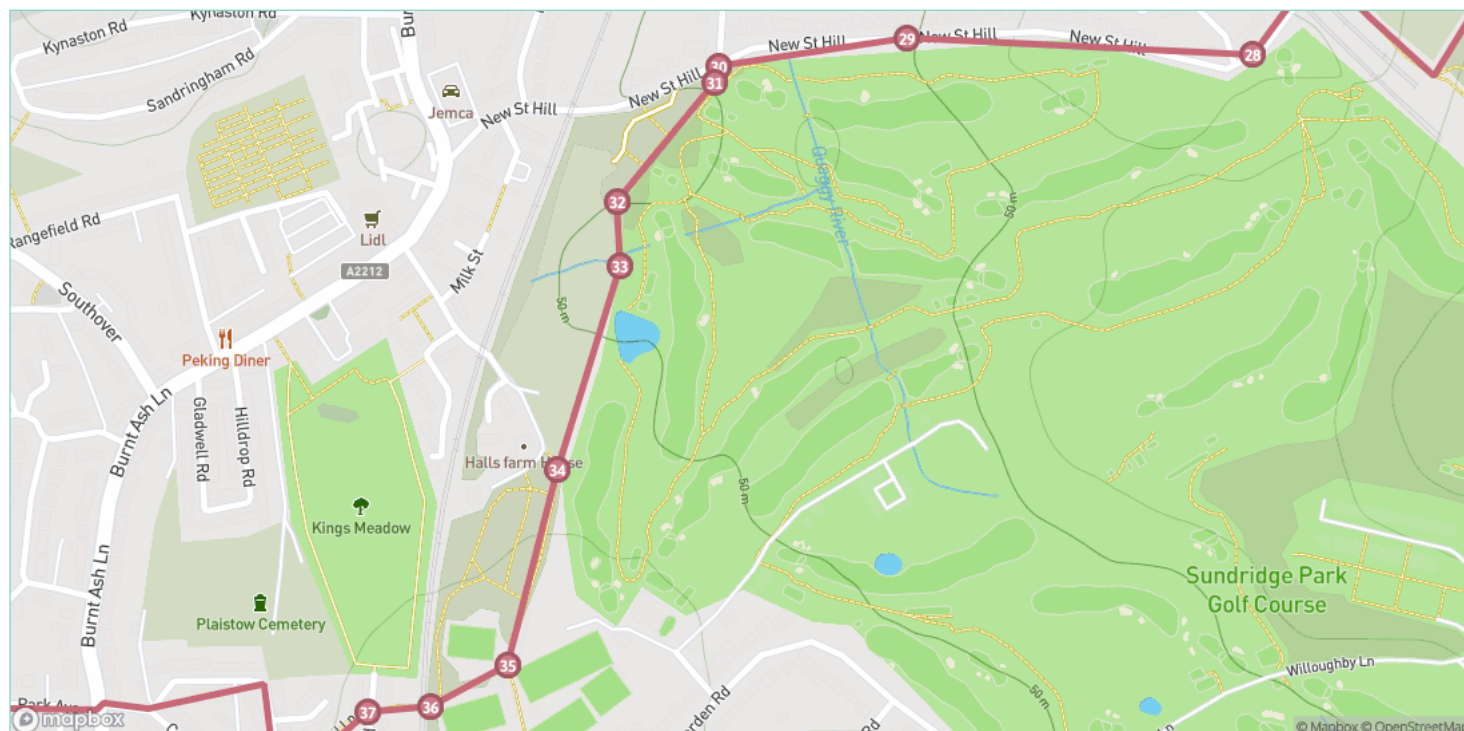 Kynaston Rd
Kynaston Rd
Sandringham Rd
Jemca
New St Hill
New St Hill
New St Hill
New St Hill
New St Hill
28
29
30
31
32
33
34
35
36
37
Rangefield Rd
Lidl
A2212
Milk St
Southover
Peking Diner
Gladwell Rd
Hilldrop Rd
Burnt Ash Ln
Burnt Ash Ln
Halls farm House
Kings Meadow
Plaistow Cemetery
Quaggy River
50 m
50 m
50 m
50 m
Sundridge Park
Golf Course
Willoughby Ln
Park Ave
mapbox
© Mapbox © OpenStreetMap